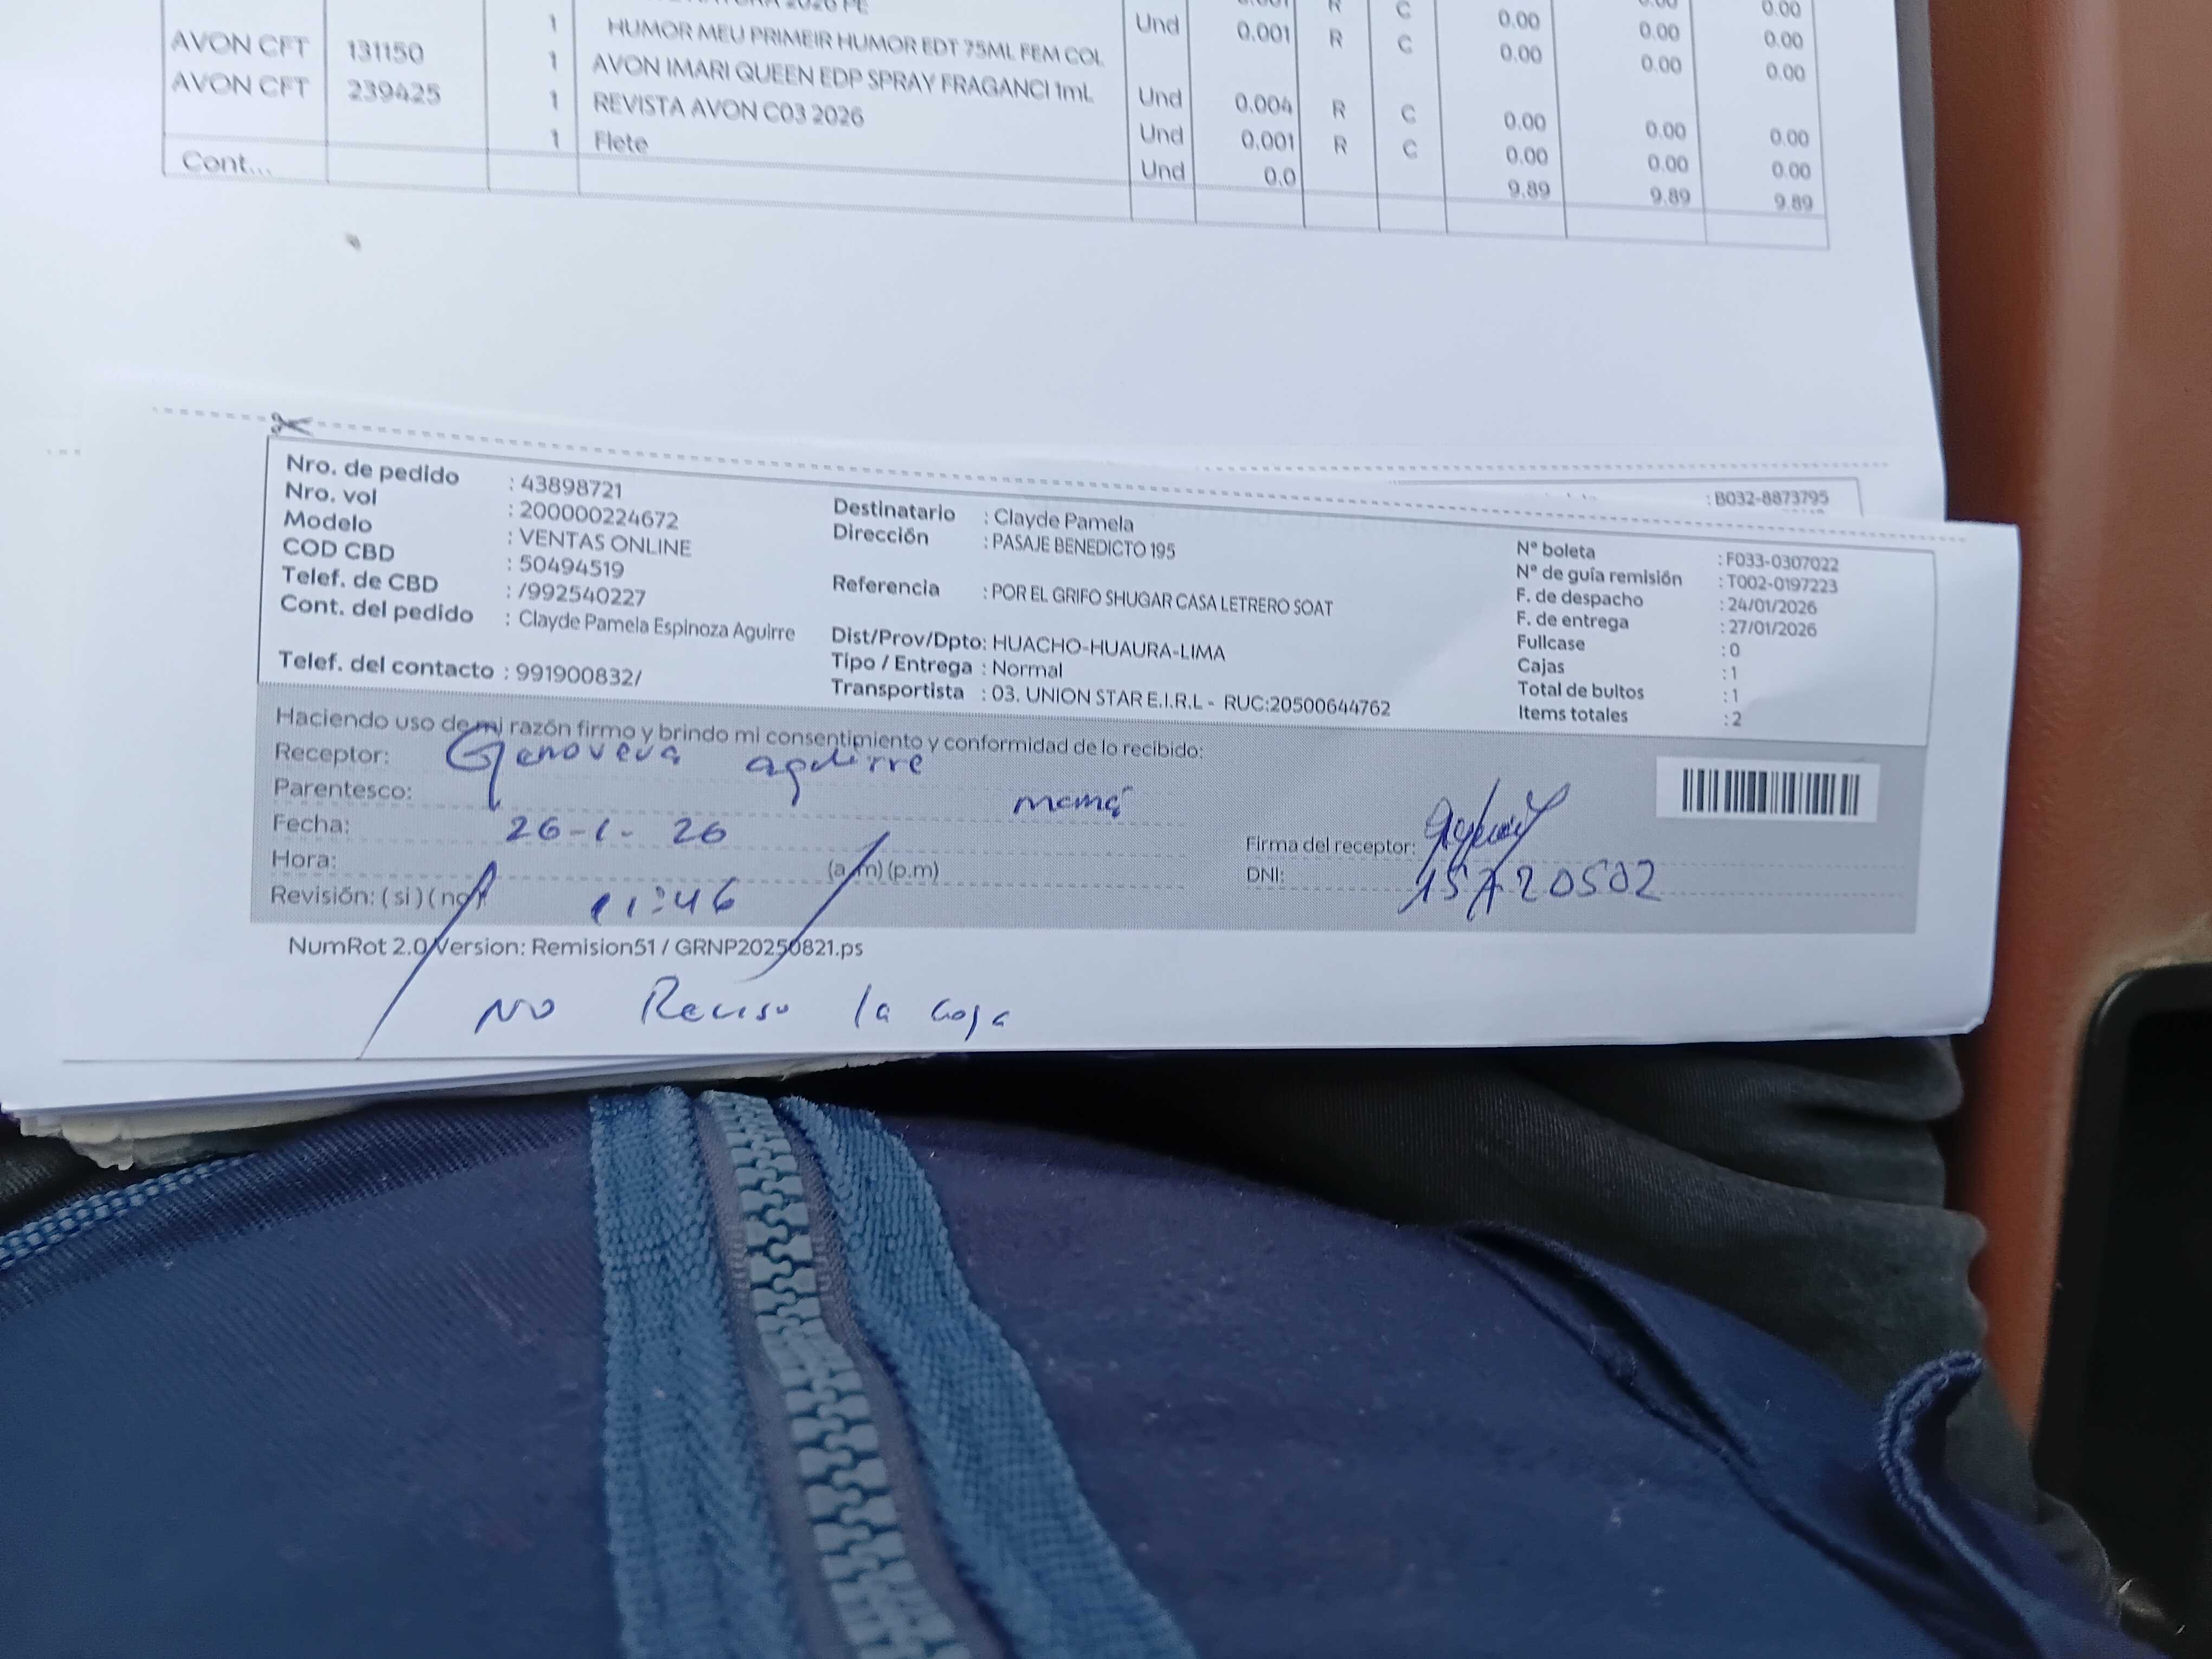 2026 PE
1 HUMOR MEU PRIMEIR HUMOR EDT 75ML FEM COL Und 0.001 R C 0.00 0.00 0.00
AVON CFT 131150 1 AVON IMARI QUEEN EDP SPRAY FRAGANCI 1mL Und 0.004 R C 0.00 0.00 0.00
AVON CFT 239425 1 REVISTA AVON C03 2026 Und 0.001 R C 0.00 0.00 0.00
1 Flete Und 0.0 9.89 9.89 9.89
Cont...
: B032-8873795
Nro. de pedido : 43898721
Nro. vol : 200000224672
Modelo : VENTAS ONLINE
COD CBD : 50494519
Telef. de CBD : /992540227
Cont. del pedido : Clayde Pamela Espinoza Aguirre
Telef. del contacto : 991900832/
Destinatario : Clayde Pamela
Dirección : PASAJE BENEDICTO 195
Referencia : POR EL GRIFO SHUGAR CASA LETRERO SOAT
Dist/Prov/Dpto: HUACHO-HUAURA-LIMA
Tipo / Entrega : Normal
Transportista : 03. UNION STAR E.I.R.L - RUC:20500644762
N° boleta : F033-0307022
N° de guía remisión : T002-0197223
F. de despacho : 24/01/2026
F. de entrega : 27/01/2026
Fullcase : 0
Cajas : 1
Total de bultos : 1
Items totales : 2
Haciendo uso de mi razón firmo y brindo mi consentimiento y conformidad de lo recibido:
Receptor: Genoveva aguirre
Parentesco: mamá
Fecha: 26-1-26
Hora: 11:46 (a.m) (p.m)
Revisión: ( si ) ( no )
Firma del receptor:
DNI: 15720502
NumRot 2.0 Version: Remision51 / GRNP20250821.ps
NO Reviso la caja